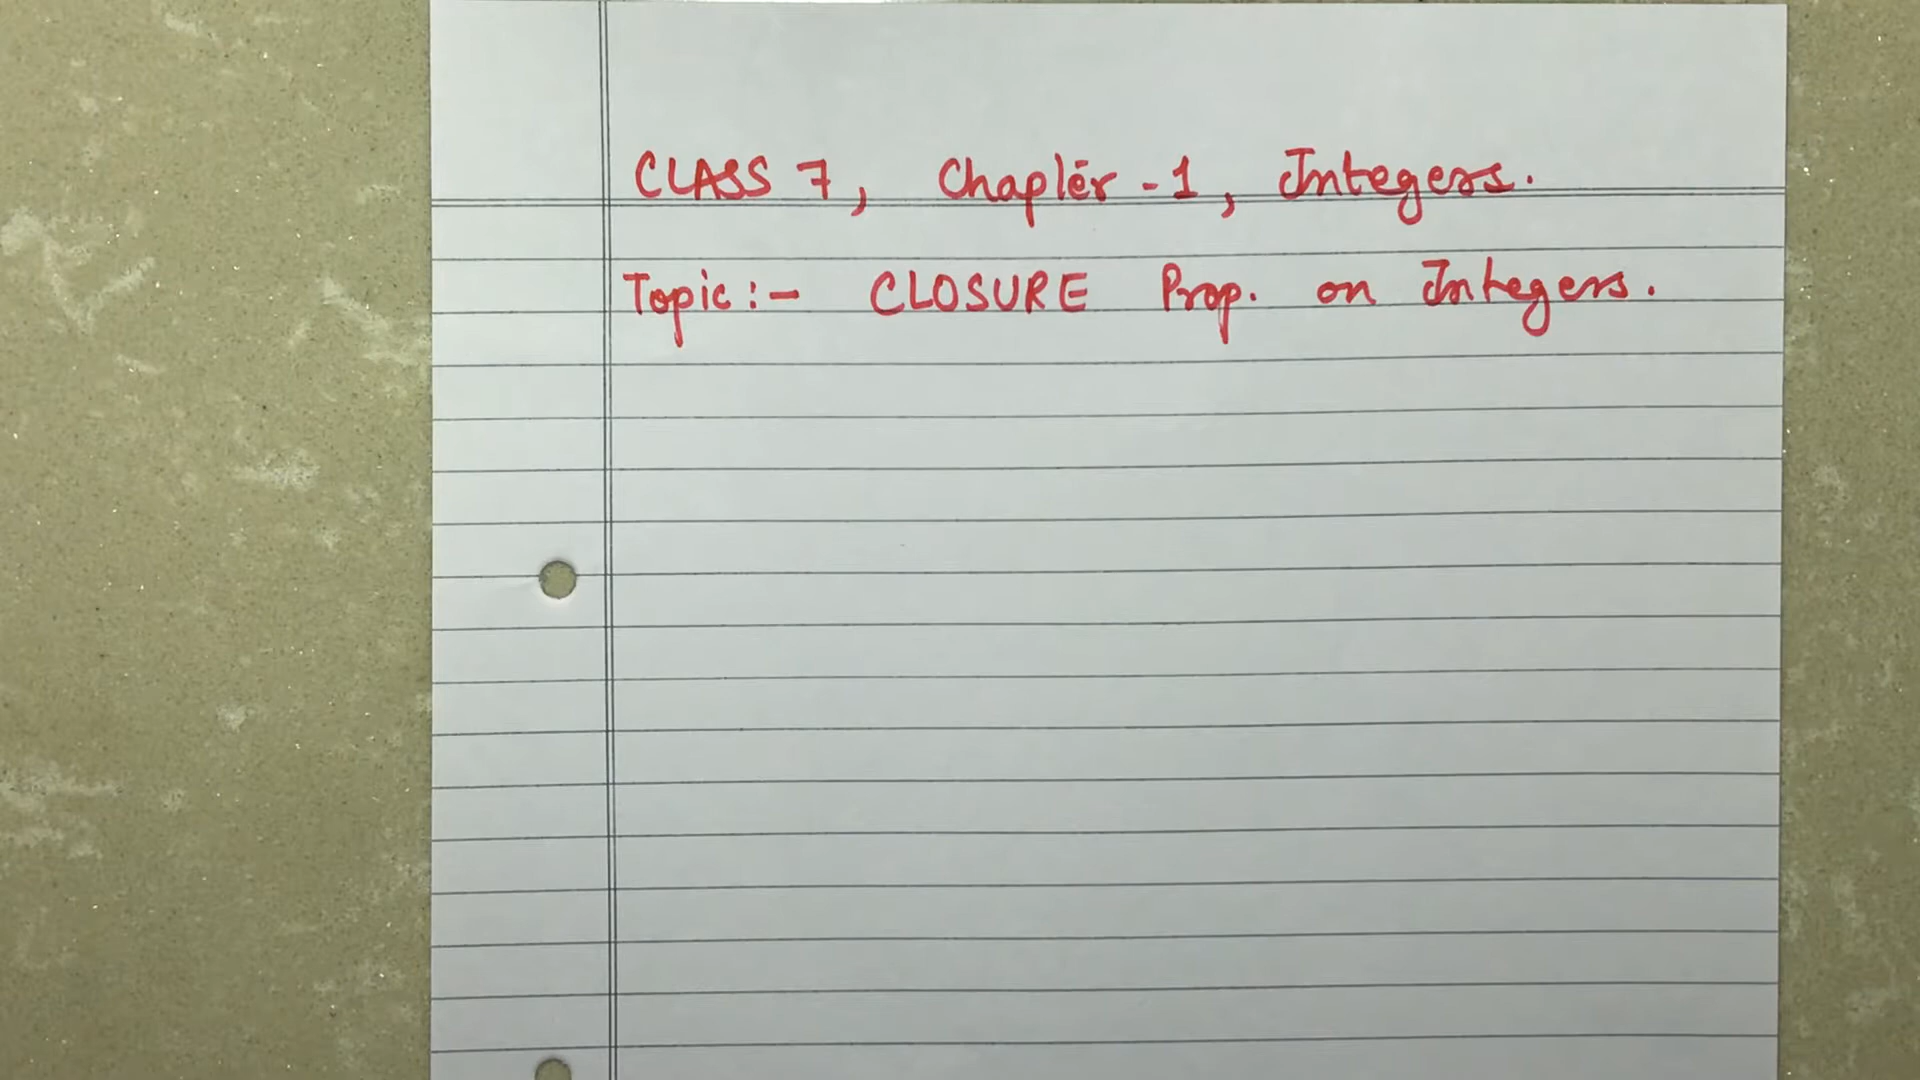 CLASS 7, Chapter - 1, Integers.
Topic :- CLOSURE Prop. on Integers.